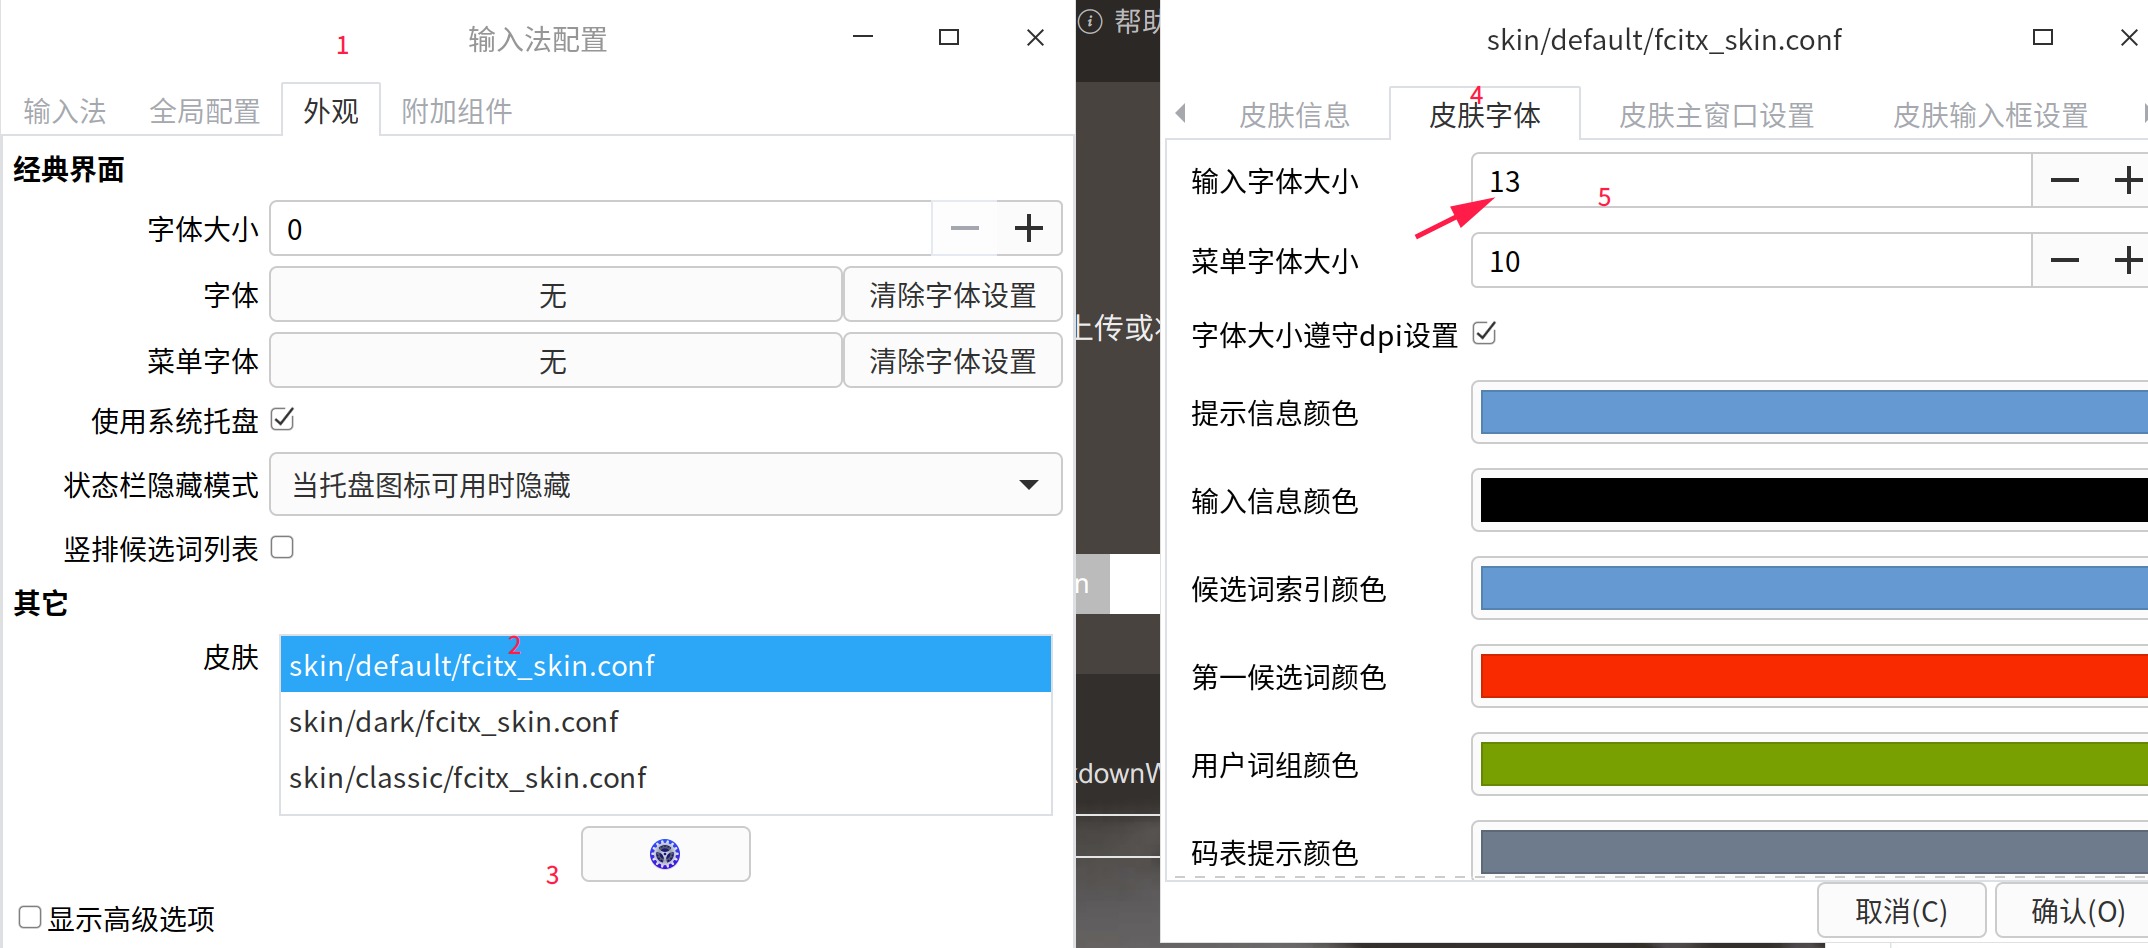 1
输入法配置
输入法
全局配置
外观
附加组件
经典界面
字体大小
0
字体
无
清除字体设置
菜单字体
无
清除字体设置
使用系统托盘
状态栏隐藏模式
当托盘图标可用时隐藏
竖排候选词列表
其它
皮肤
2
skin/default/fcitx_skin.conf
skin/dark/fcitx_skin.conf
skin/classic/fcitx_skin.conf
3
显示高级选项
帮助
上传或
n
kdownW
skin/default/fcitx_skin.conf
4
皮肤信息
皮肤字体
皮肤主窗口设置
皮肤输入框设置
输入字体大小
13
5
菜单字体大小
10
字体大小遵守dpi设置
提示信息颜色
输入信息颜色
候选词索引颜色
第一候选词颜色
用户词组颜色
码表提示颜色
取消(C)
确认(O)